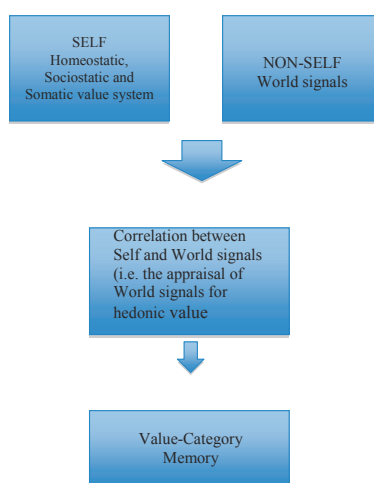 SELF
Homeostatic,
Sociostatic and
Somatic value system
NON-SELF
World signals
Correlation between
Self and World signals
(i.e. the appraisal of
World signals for
hedonic value
Value-Category
Memory